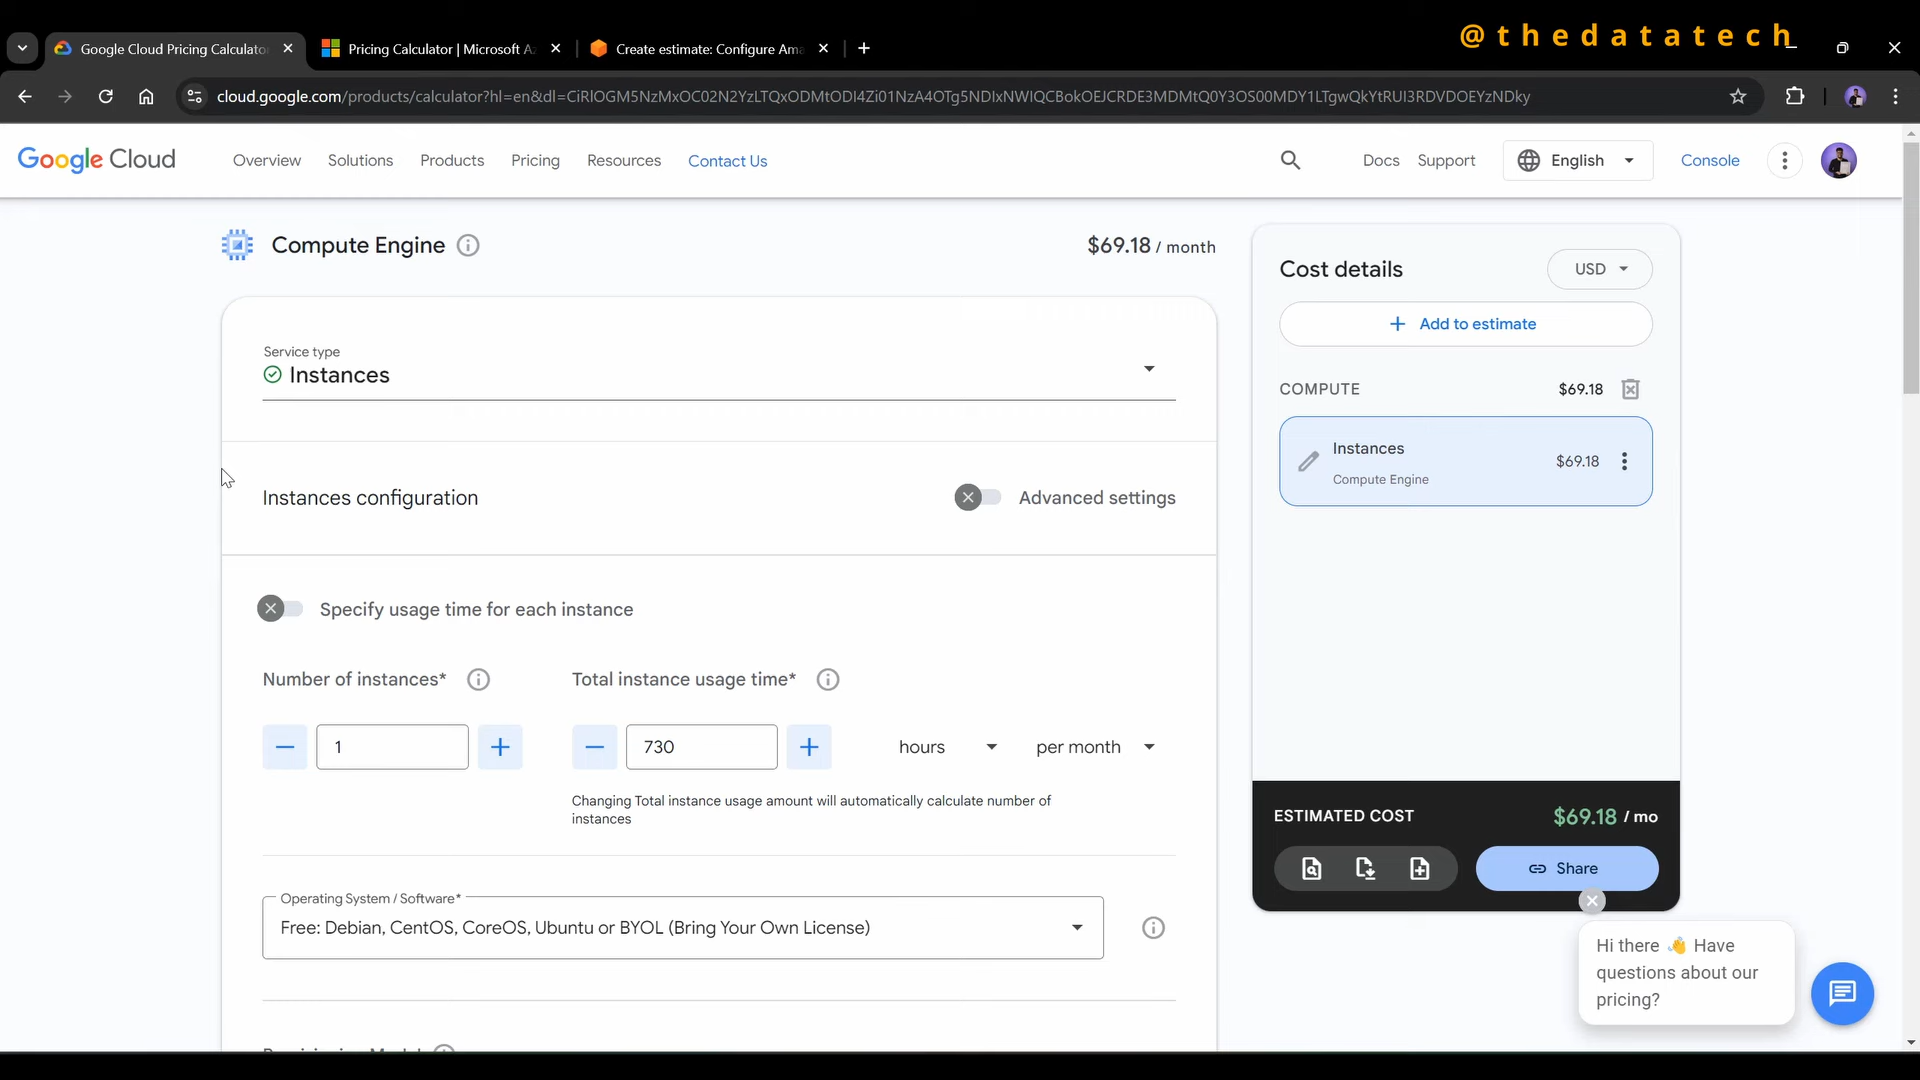 @thedatatech
Google Cloud Pricing Calculato
Pricing Calculator | Microsoft A
Create estimate: Configure Ama
cloud.google.com/products/calculator?hl=en&dl=CiRlOGM5NzMxOC02N2YzLTQxODMtODI4Zi01NzA4OTg5NDIxNWIQCBokOEJCRDE3MDMtQ0Y3OS00MDY1LTgwQkYtRUI3RDVDOEYzNDky
Google Cloud
Overview
Solutions
Products
Pricing
Resources
Contact Us
Docs
Support
English
Console
Compute Engine
$69.18 / month
Service type
Instances
Instances configuration
Advanced settings
Specify usage time for each instance
Number of instances*
Total instance usage time*
1
730
hours
per month
Changing Total instance usage amount will automatically calculate number of
instances
Operating System / Software*
Free: Debian, CentOS, CoreOS, Ubuntu or BYOL (Bring Your Own License)
Cost details
USD
Add to estimate
COMPUTE
$69.18
Instances
Compute Engine
$69.18
ESTIMATED COST
$69.18 / mo
Share
Hi there 👋 Have
questions about our
pricing?